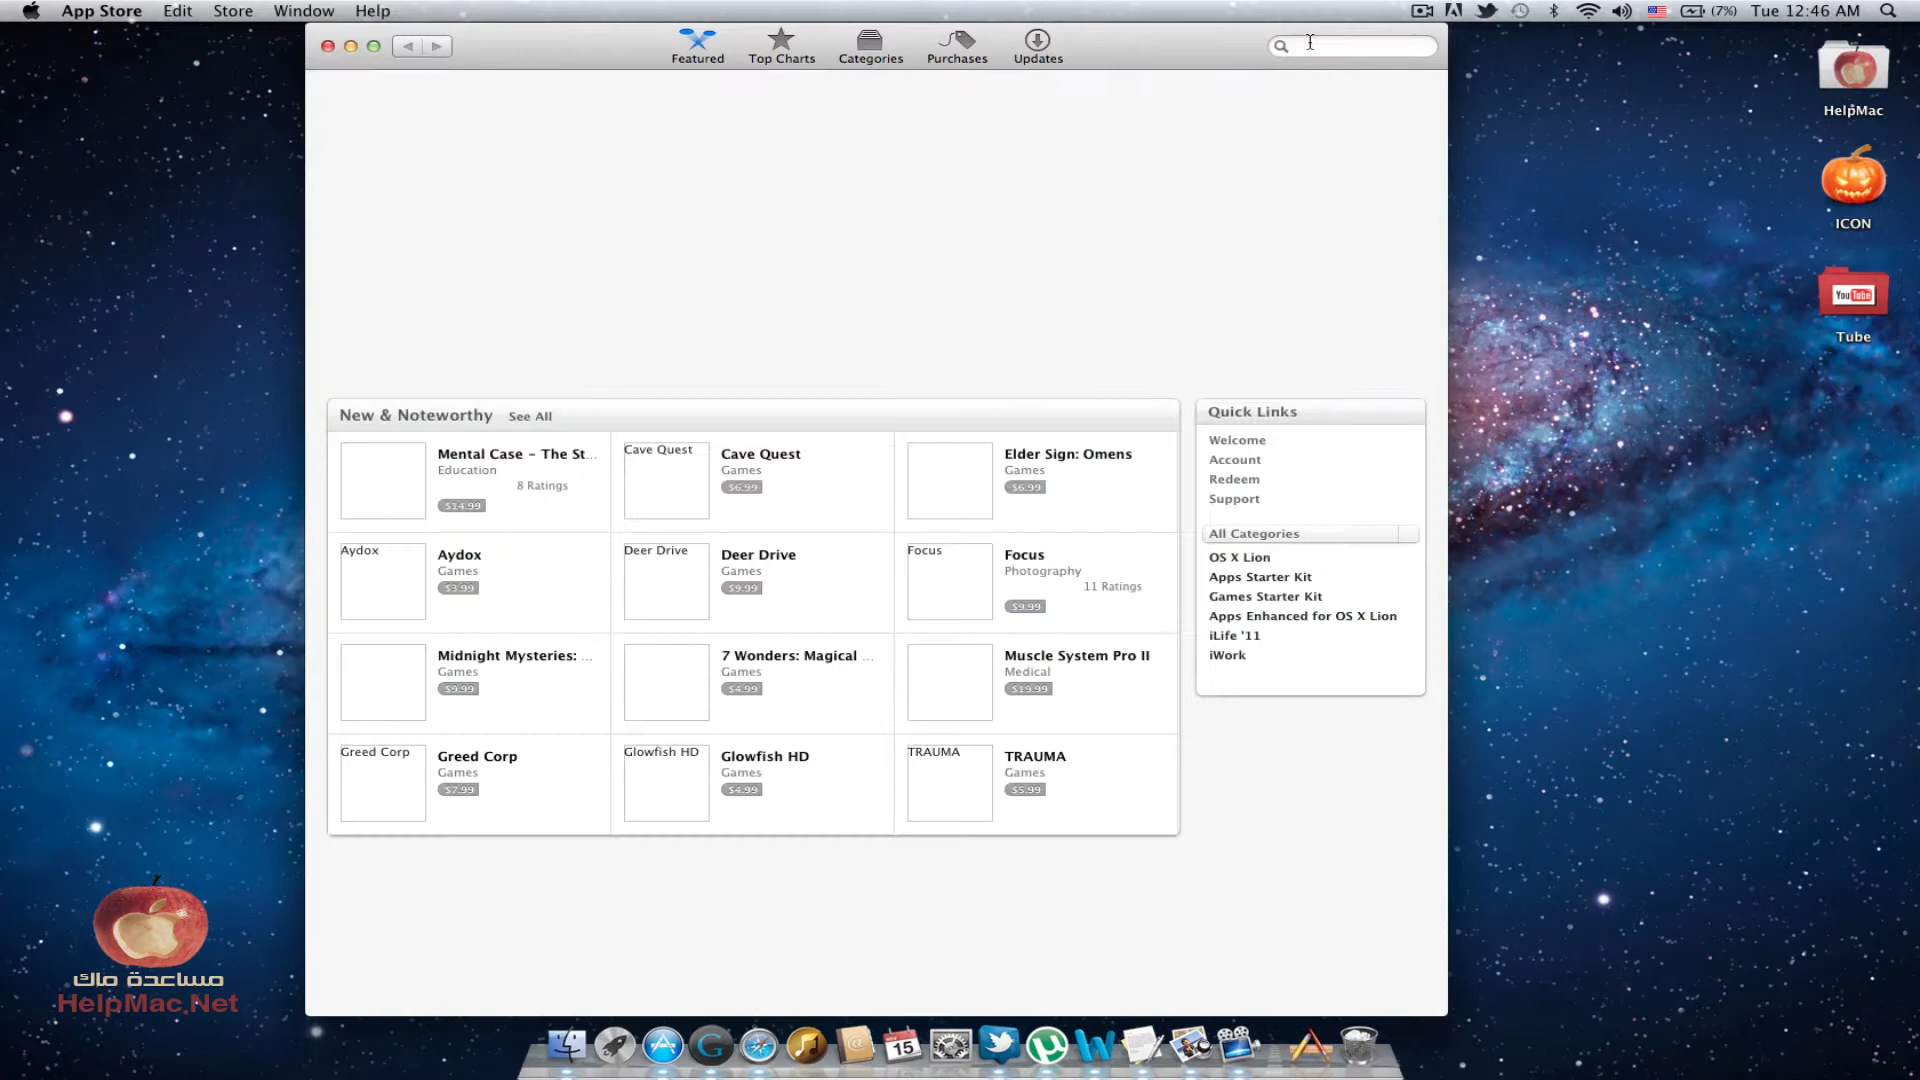 App Store Edit Store Window Help
(7%) Tue 12:46 AM
Featured Top Charts Categories Purchases Updates
HelpMac
ICON
You Tube
Tube
New & Noteworthy See All
Mental Case – The St...
Education
8 Ratings
$14.99
Cave Quest
Cave Quest
Games
$6.99
Elder Sign: Omens
Games
$6.99
Aydox
Aydox
Games
$3.99
Deer Drive
Deer Drive
Games
$9.99
Focus
Focus
Photography
11 Ratings
$9.99
Midnight Mysteries: ...
Games
$9.99
7 Wonders: Magical ...
Games
$4.99
Muscle System Pro II
Medical
$19.99
Greed Corp
Greed Corp
Games
$7.99
Glowfish HD
Glowfish HD
Games
$4.99
TRAUMA
TRAUMA
Games
$5.99
Quick Links
Welcome
Account
Redeem
Support
All Categories
OS X Lion
Apps Starter Kit
Games Starter Kit
Apps Enhanced for OS X Lion
iLife '11
iWork
مساعدة ماك
HelpMac.Net
NOV
15